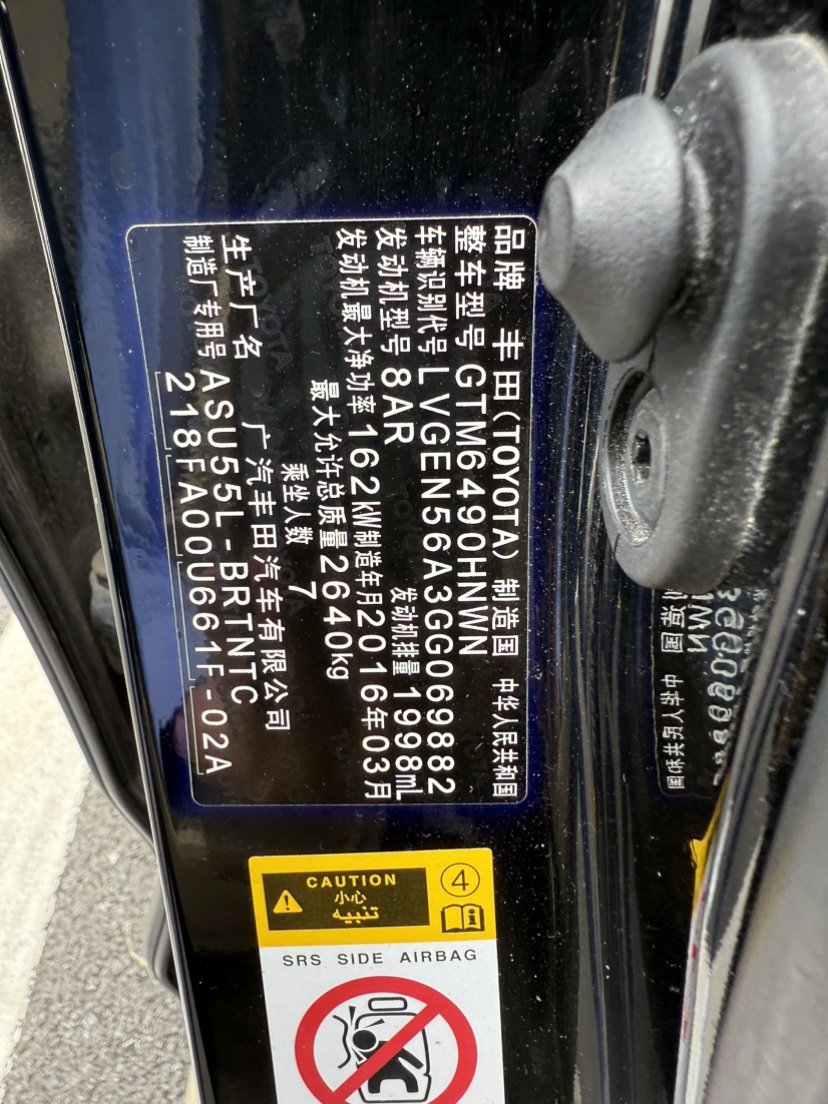 品牌 丰田(TOYOTA) 制造国 中华人民共和国
整车型号 GTM6490HNWN
车辆识别代号 LVGEN56A3GG069882
发动机型号 8AR 发动机排量 1998mL
发动机最大净功率 162kW 制造年月 2016年03月
最大允许总质量 2640kg
乘坐人数 7
生产厂名 广汽丰田汽车有限公司
制造厂专用号 ASU55L-BRTNTC
218FA00U661F-02A
CAUTION
小心
تنبيه
4
SRS SIDE AIRBAG